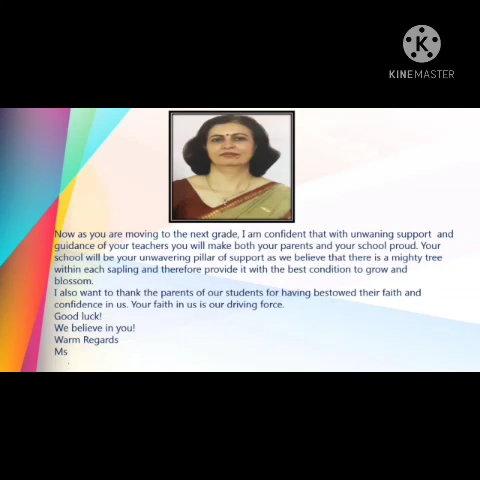 K
KINEMASTER
Now as you are moving to the next grade, I am confident that with unwaning support and
guidance of your teachers you will make both your parents and your school proud. Your
school will be your unwavering pillar of support as we believe that there is a mighty tree
within each sapling and therefore provide it with the best condition to grow and
blossom.
I also want to thank the parents of our students for having bestowed their faith and
confidence in us. Your faith in us is our driving force.
Good luck!
We believe in you!
Warm Regards
Ms